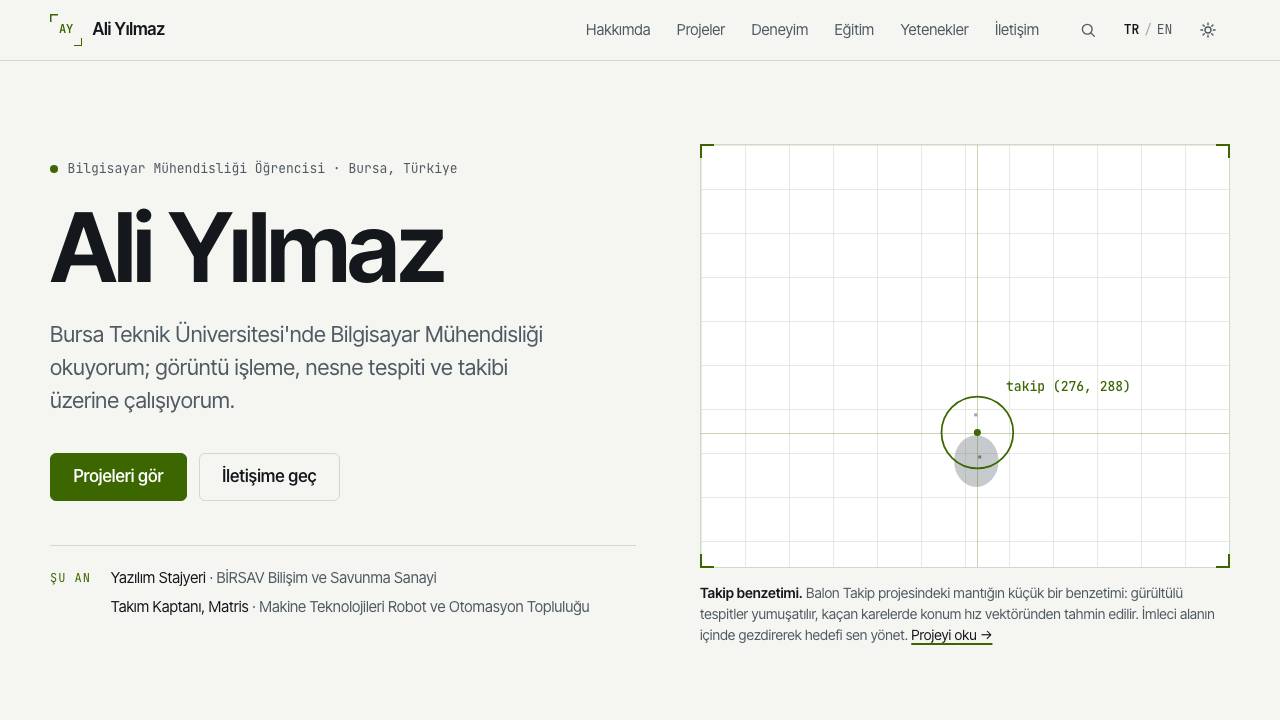 AY
Ali Yılmaz
Hakkımda
Projeler
Deneyim
Eğitim
Yetenekler
İletişim
TR / EN
Bilgisayar Mühendisliği Öğrencisi · Bursa, Türkiye
Ali Yılmaz
Bursa Teknik Üniversitesi'nde Bilgisayar Mühendisliği
okuyorum; görüntü işleme, nesne tespiti ve takibi
üzerine çalışıyorum.
Projeleri gör
İletişime geç
ŞU AN
Yazılım Stajyeri · BİRSAV Bilişim ve Savunma Sanayi
Takım Kaptanı, Matris · Makine Teknolojileri Robot ve Otomasyon Topluluğu
takip (276, 288)
Takip benzetimi. Balon Takip projesindeki mantığın küçük bir benzetimi: gürültülü
tespitler yumuşatılır, kaçan karelerde konum hız vektöründen tahmin edilir. İmleci alanın
içinde gezdirerek hedefi sen yönet. Projeyi oku →